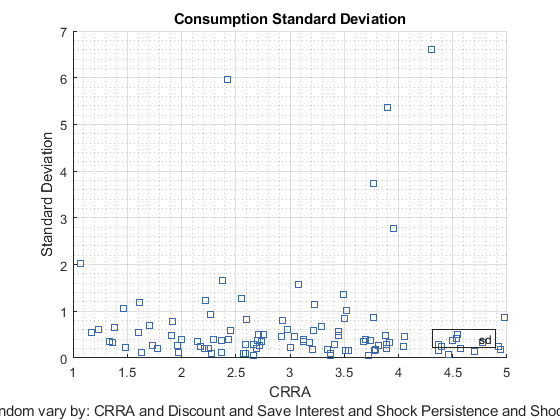 Consumption Standard Deviation
7
6
5
4
3
2
1
0
Standard Deviation
sd
1 1.5 2 2.5 3 3.5 4 4.5 5
CRRA
ndom vary by: CRRA and Discount and Save Interest and Shock Persistence and Shoc